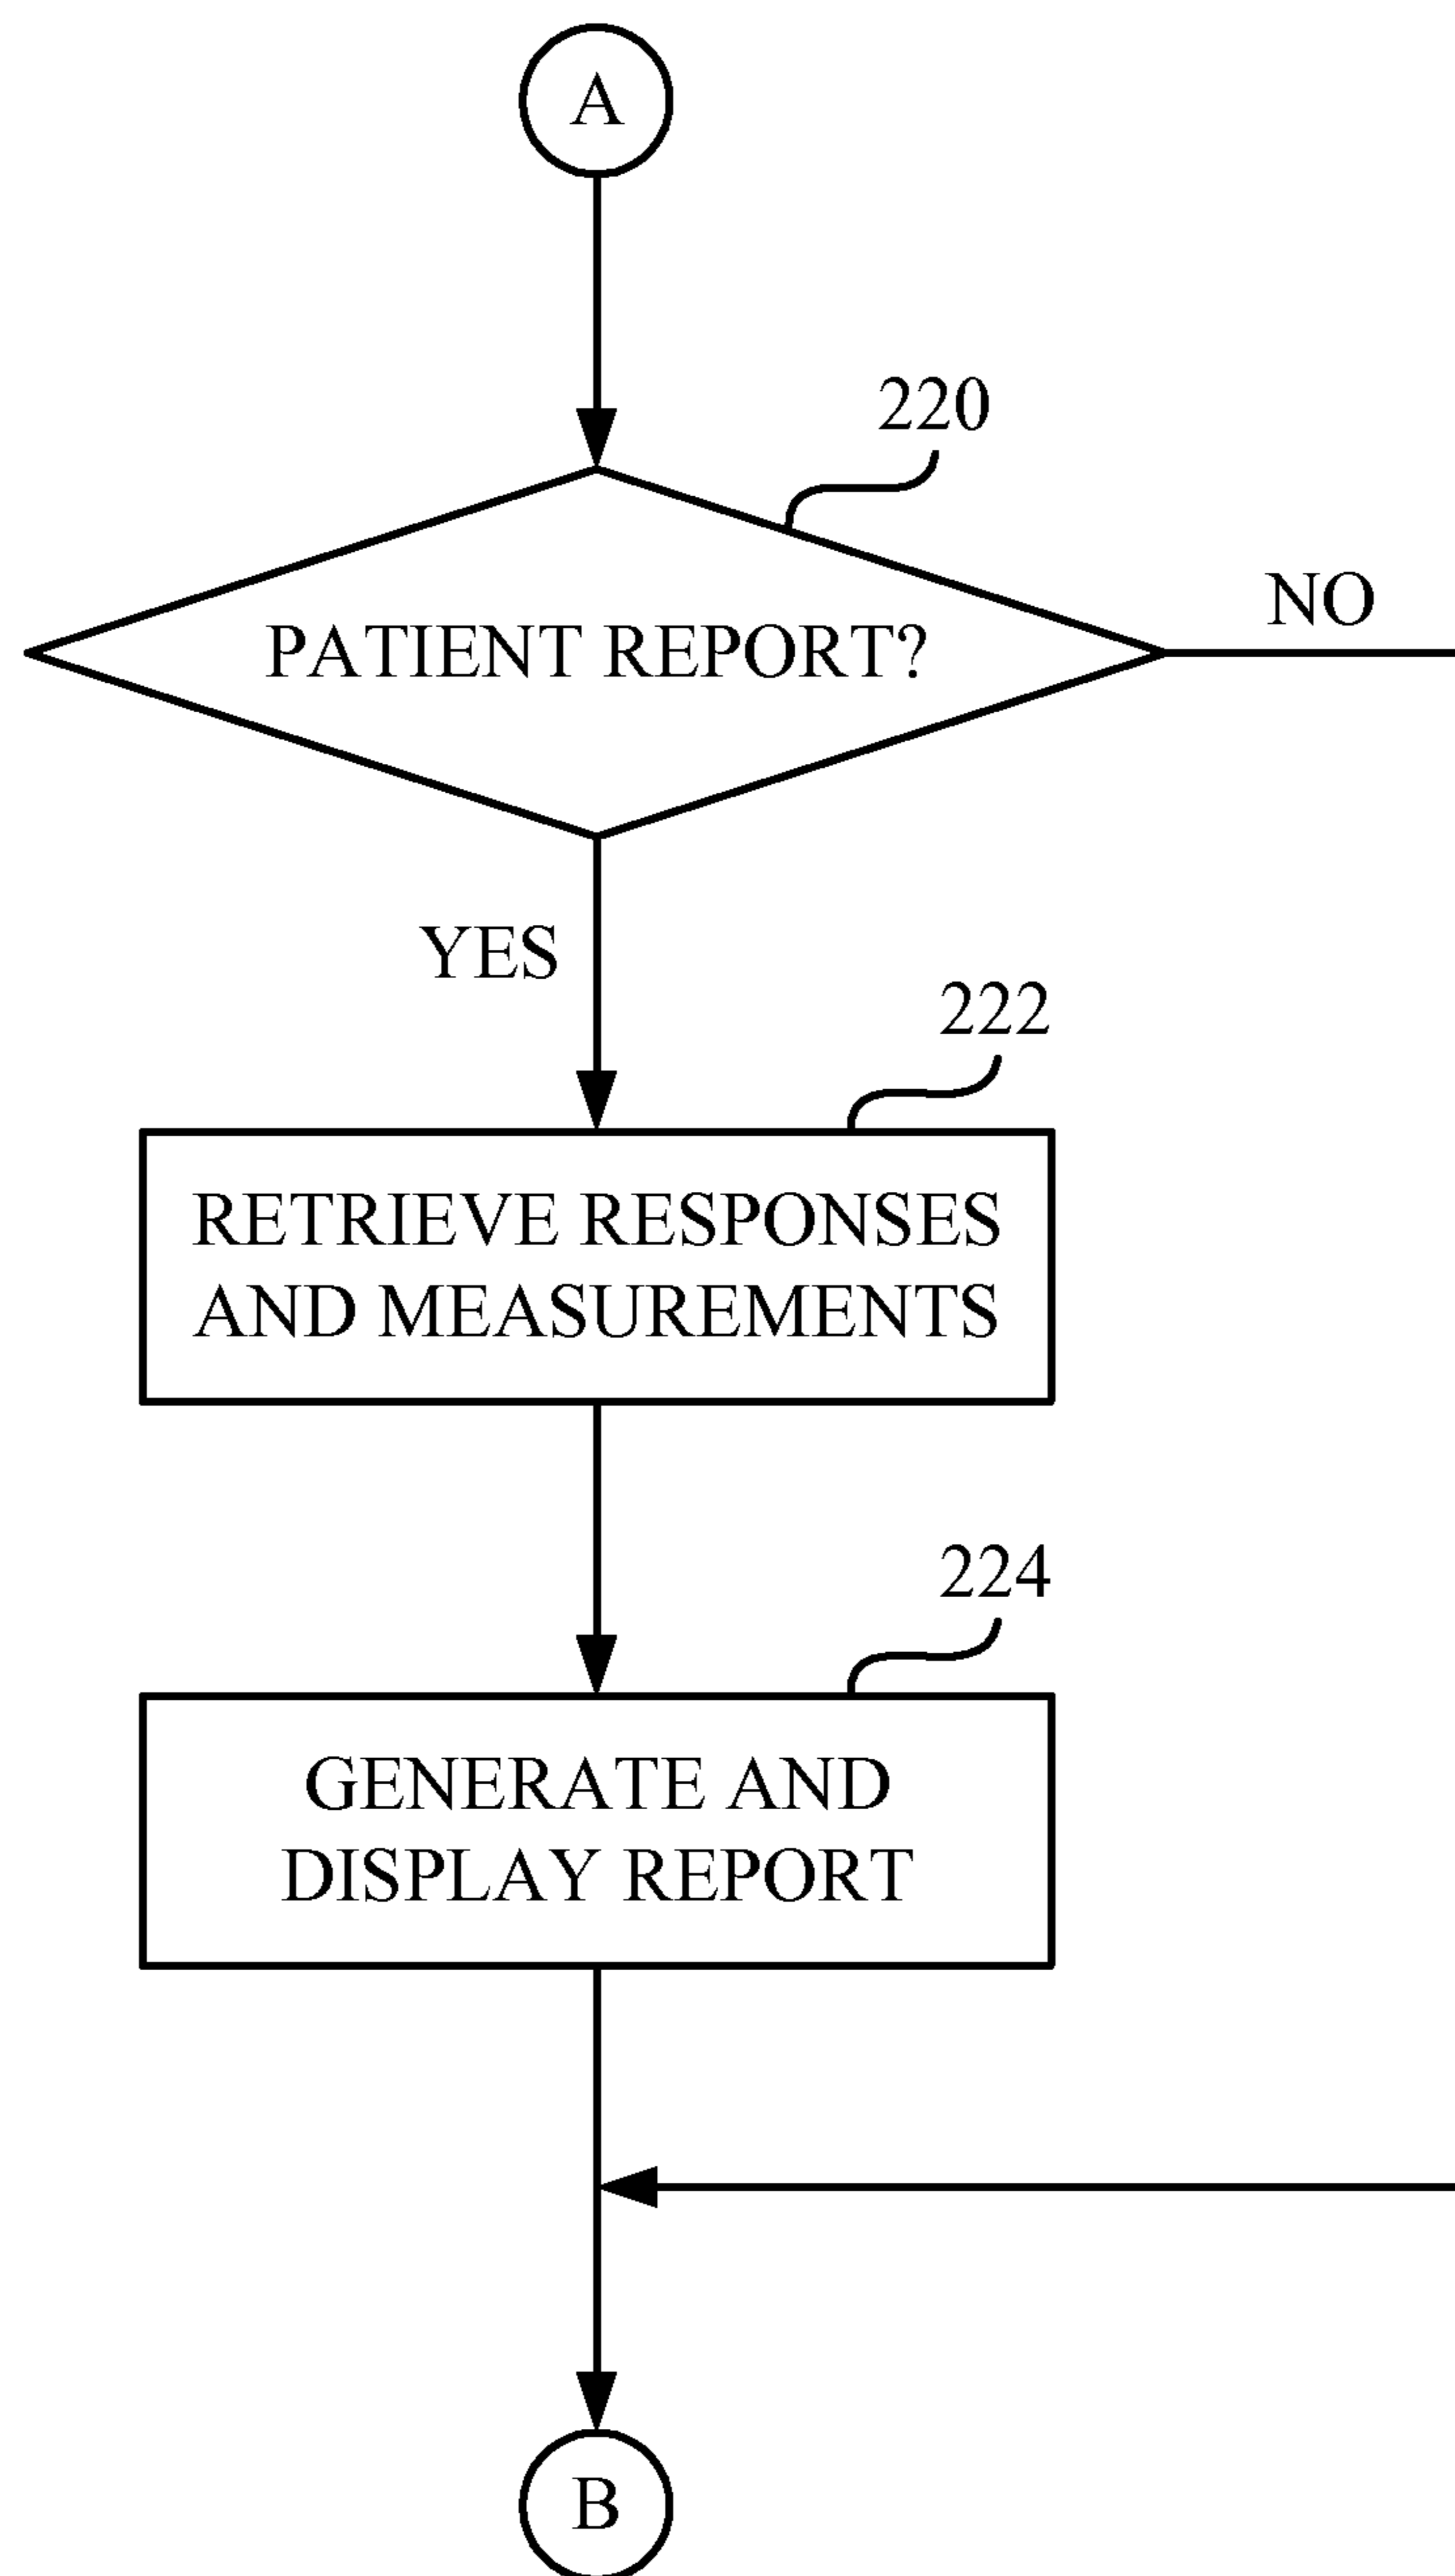 A
220
PATIENT REPORT?
NO
YES
222
RETRIEVE RESPONSES
AND MEASUREMENTS
224
GENERATE AND
DISPLAY REPORT
B